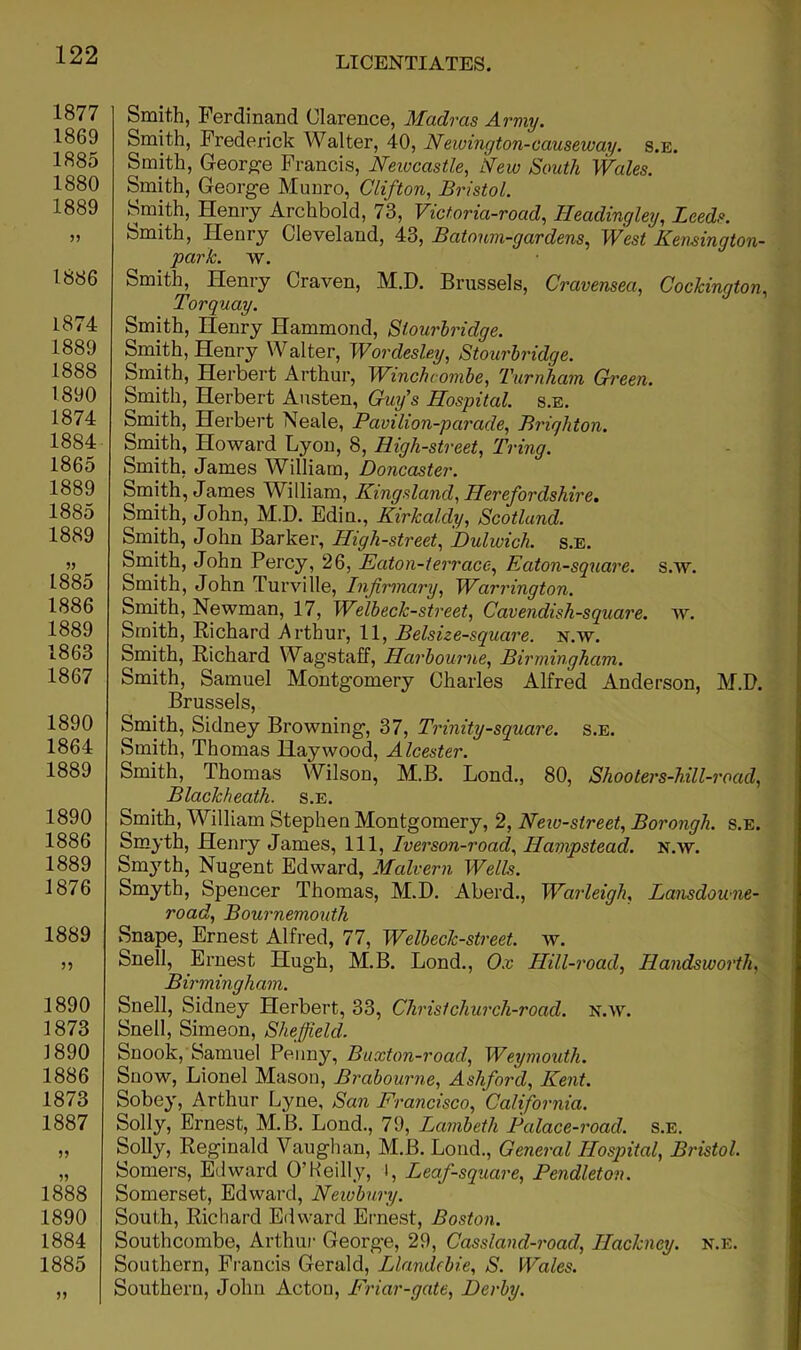 122
LICENTIATES.
1877 Smith, Ferdinand Clarence, Madras Army.
1869 Smith, Frederick Walter, 40, Newington-causeway. S.E.
1885 Smith, George Francis, Newcastle, New South Wales.
1880 Smith, George Munro, Clifton, Bristol.
1889 Smith, Henry Archbold, 73, Victoria-road, Headingley, Leeds.
„ Smith, Henry Cleveland, 43, Batoum-gardens, West Kensington-
park. W.
1886 Smith, Henry Craven, M.D. Brussels, Cravensea, Cockington,
Torquay.
1874 Smith, Henry Hammond, Stourbridge.
1889 Smith, Henry Walter, Wordesley, Stourbridge.
1888 Smith, Herbert Arthur, Winchcombe, Turnham Green.
1890 Smith, Herbert Austen, Guy's Hospital. S.E.
1874 Smith, Herbert Neale, Pavilion-parade, Brighton.
1884 Smith, Howard Lyon, 8, High-street, Tring.
1865 Smith, James William, Doncaster.
1889 Smith, James William, Kingsland, Herefordshire.
1885 Smith, John, M.D. Edin., Kirkaldy, Scotland.
1889 Smith, John Barker, High-street, Dulwich. S.E.
„ Smith, John Percy, 26, Eaton-terrace, Eaton-square. S.W.
1885 Smith, John Turville, Infirmary, Warrington.
1886 Smith, Newman, 17, Welbeck-street, Cavendish-square. W.
1889 Smith, Richard Arthur, 11, Belsize-square. N.W.
1863 Smith, Richard Wagstaff, Harbourne, Birmingham.
1867 Smith, Samuel Montgomery Charles Alfred Anderson, M.D.
Brussels,
1890 Smith, Sidney Browning, 37, Trinity-square. S.E.
1864 Smith, Thomas Haywood, Alcester.
1889 Smith, Thomas Wilson, M.B. Lond., 80, Shooters-hill-road,
Blackheath. S.E.
1890 Smith, William Stephen Montgomery, 2, New-street, Borongh. S.E.
1886 Smyth, Henry James, 111, Iverson-road, Hampstead. N.W.
1889 Smyth, Nugent Edward, Malvern Wells.
1876 Smyth, Spencer Thomas, M.D. Aberd., Warleigh, Lansdowne-
road, Bournemouth
1889 Snape, Ernest Alfred, 77, Welbeck-street. W.
„ Snell, Ernest Hugh, M.B. Lond., Ox Hill-road, Handsworth,
Birmingham.
1890 Snell, Sidney Herbert, 33, Christchurch-road. N.W.
1873 Snell, Simeon, Sheffield.
1890 Snook, Samuel Penny, Buxton-road, Weymouth.
1886 Snow, Lionel Mason, Brabourne, Ashford, Kent.
1873 Sobey, Arthur Lyne, San Francisco, California.
1887 Solly, Ernest, M.B. Lond., 79, Lambeth Palace-road. S.E.
„ Solly, Reginald Vaughan, M.B. Lond., General Hospital, Bristol.
„ Somers, Edward O'Reilly, 1, Leaf-square, Pendleton.
1888 Somerset, Edward, Newbury.
1890 South, Richard Edward Ernest, Boston.
1884 Southcombe, Arthur George, 29, Cassland-road, Hackney. N.E.
1885 Southern, Francis Gerald, Llandebie, S. Wales.
„ Southern, John Acton, Friar-gate, Derby.